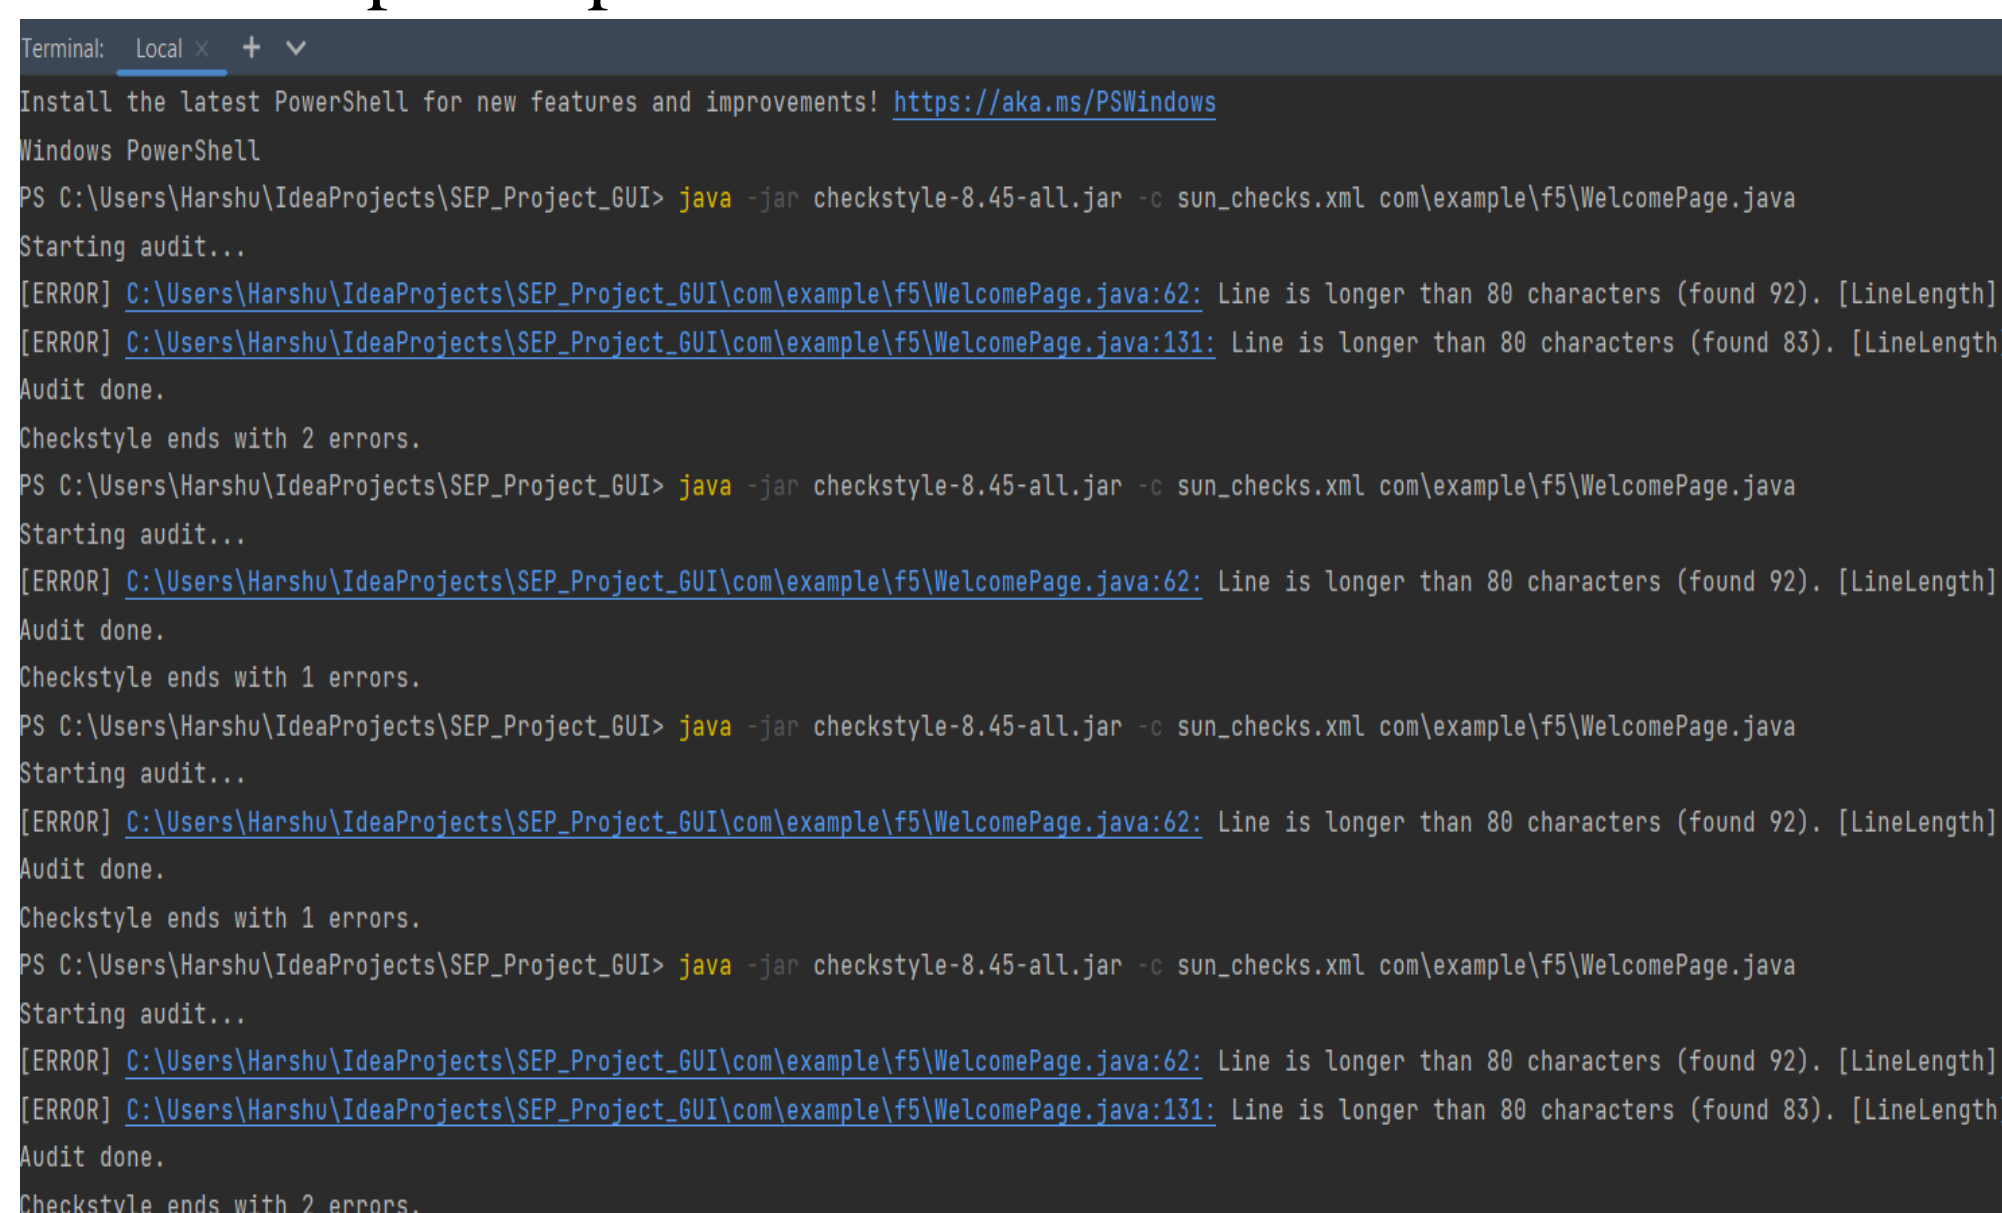 Terminal: Local × + ∨
Install the latest PowerShell for new features and improvements! https://aka.ms/PSWindows
Windows PowerShell
PS C:\Users\Harshu\IdeaProjects\SEP_Project_GUI> java -jar checkstyle-8.45-all.jar -c sun_checks.xml com\example\f5\WelcomePage.java
Starting audit...
[ERROR] C:\Users\Harshu\IdeaProjects\SEP_Project_GUI\com\example\f5\WelcomePage.java:62: Line is longer than 80 characters (found 92). [LineLength]
[ERROR] C:\Users\Harshu\IdeaProjects\SEP_Project_GUI\com\example\f5\WelcomePage.java:131: Line is longer than 80 characters (found 83). [LineLength]
Audit done.
Checkstyle ends with 2 errors.
PS C:\Users\Harshu\IdeaProjects\SEP_Project_GUI> java -jar checkstyle-8.45-all.jar -c sun_checks.xml com\example\f5\WelcomePage.java
Starting audit...
[ERROR] C:\Users\Harshu\IdeaProjects\SEP_Project_GUI\com\example\f5\WelcomePage.java:62: Line is longer than 80 characters (found 92). [LineLength]
Audit done.
Checkstyle ends with 1 errors.
PS C:\Users\Harshu\IdeaProjects\SEP_Project_GUI> java -jar checkstyle-8.45-all.jar -c sun_checks.xml com\example\f5\WelcomePage.java
Starting audit...
[ERROR] C:\Users\Harshu\IdeaProjects\SEP_Project_GUI\com\example\f5\WelcomePage.java:62: Line is longer than 80 characters (found 92). [LineLength]
Audit done.
Checkstyle ends with 1 errors.
PS C:\Users\Harshu\IdeaProjects\SEP_Project_GUI> java -jar checkstyle-8.45-all.jar -c sun_checks.xml com\example\f5\WelcomePage.java
Starting audit...
[ERROR] C:\Users\Harshu\IdeaProjects\SEP_Project_GUI\com\example\f5\WelcomePage.java:62: Line is longer than 80 characters (found 92). [LineLength]
[ERROR] C:\Users\Harshu\IdeaProjects\SEP_Project_GUI\com\example\f5\WelcomePage.java:131: Line is longer than 80 characters (found 83). [LineLength]
Audit done.
Checkstyle ends with 2 errors.